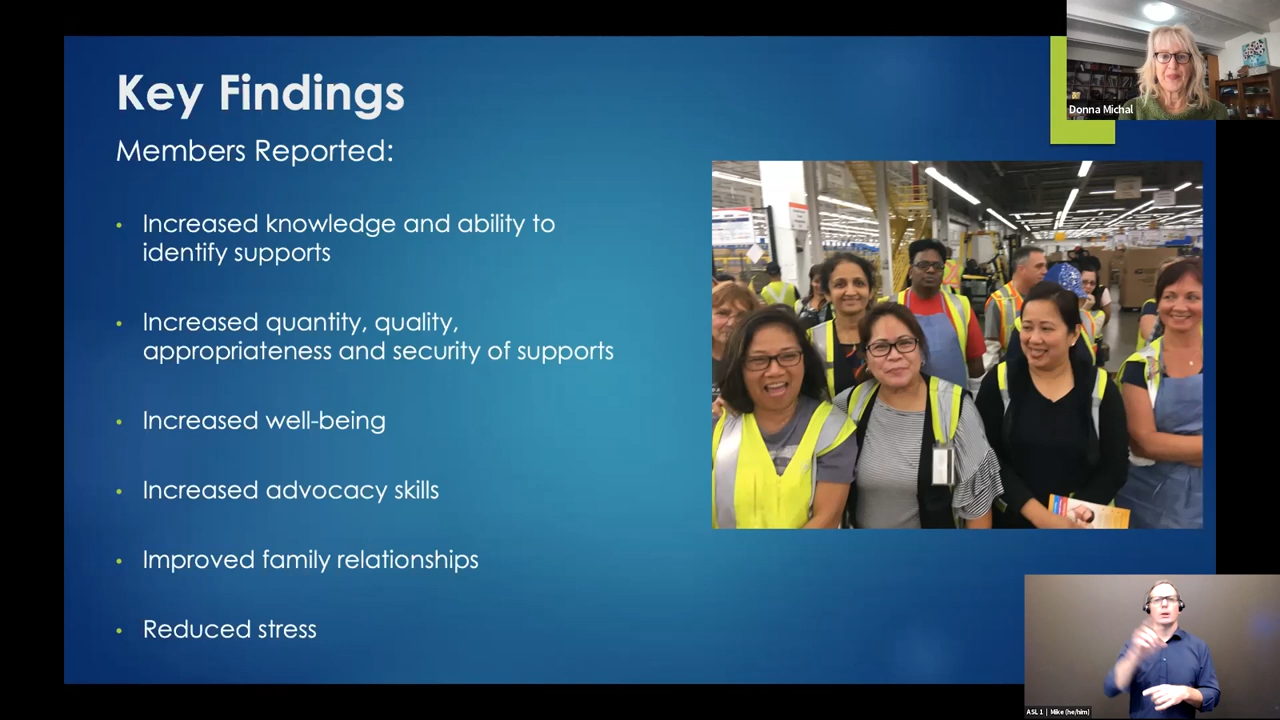 Key Findings
Members Reported:
• Increased knowledge and ability to
identify supports
• Increased quantity, quality,
appropriateness and security of supports
• Increased well-being
• Increased advocacy skills
• Improved family relationships
• Reduced stress
Donna Michal
ASL 1 | Mike (he/him)